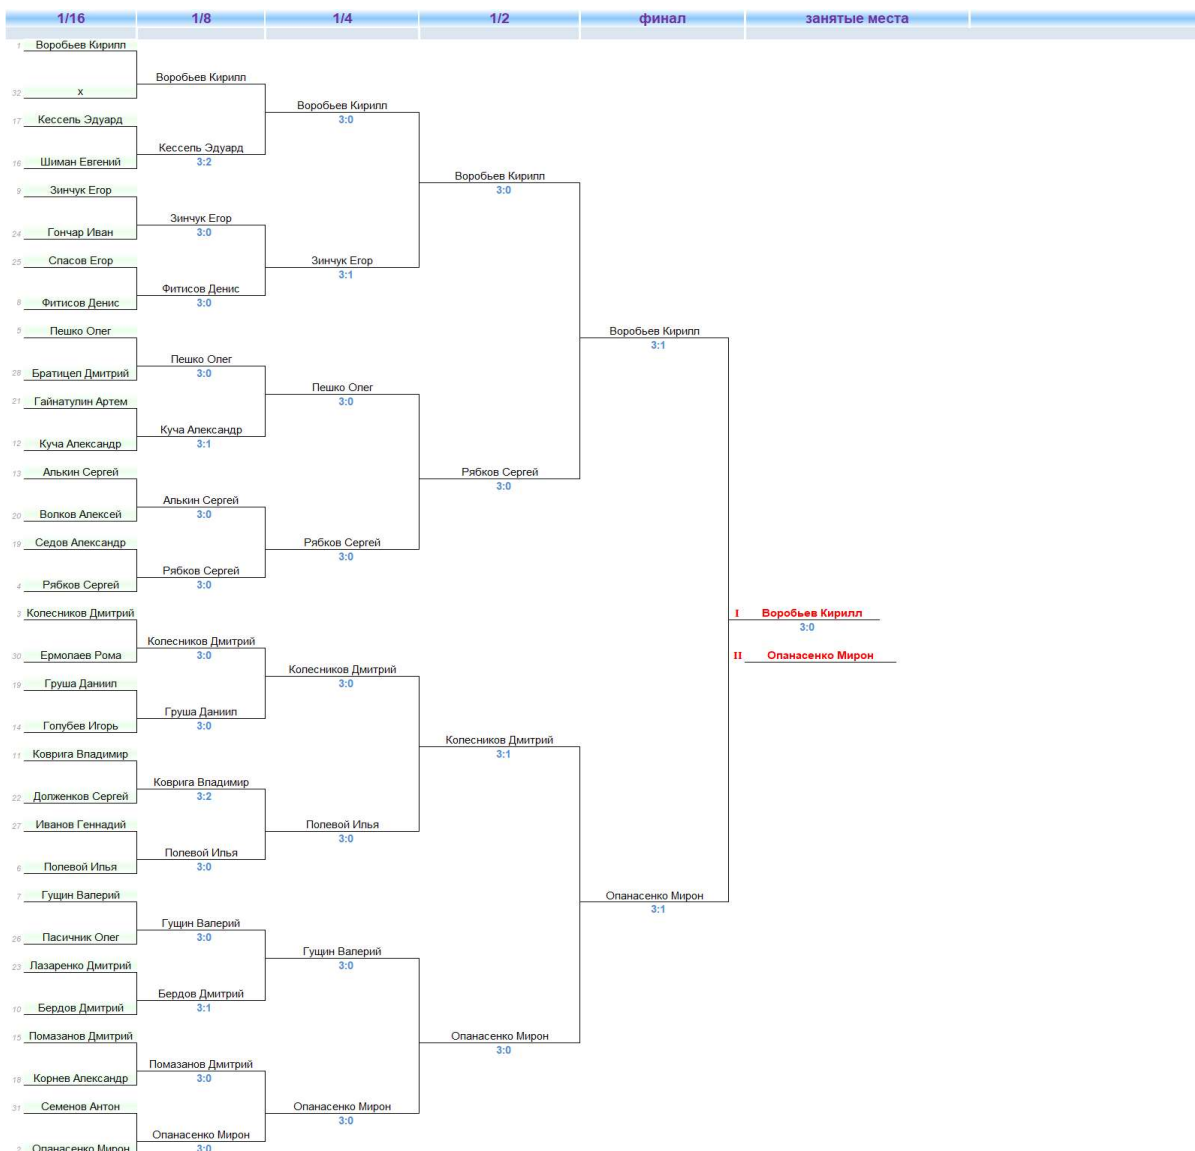 1/16 1/8 1/4 1/2 финал занятые места
1 Воробьев Кирилл
Воробьев Кирилл
32 х
Воробьев Кирилл
3:0
17 Кессель Эдуард
Кессель Эдуард
3:2
16 Шиман Евгений
Воробьев Кирилл
3:0
9 Зинчук Егор
Зинчук Егор
3:0
24 Гончар Иван
25 Спасов Егор
Зинчук Егор
3:1
Фитисов Денис
3:0
8 Фитисов Денис
5 Пешко Олег
Воробьев Кирилл
3:1
Пешко Олег
3:0
28 Братицел Дмитрий
Пешко Олег
3:0
21 Гайнатулин Артем
Куча Александр
3:1
12 Куча Александр
13 Алькин Сергей
Рябков Сергей
3:0
Алькин Сергей
3:0
20 Волков Алексей
19 Седов Александр
Рябков Сергей
3:0
Рябков Сергей
3:0
4 Рябков Сергей
3 Колесников Дмитрий
I Воробьев Кирилл
3:0
Колесников Дмитрий
3:0
30 Ермолаев Рома
II Опанасенко Мирон
Колесников Дмитрий
3:0
19 Груша Даниил
Груша Даниил
3:0
14 Голубев Игорь
Колесников Дмитрий
3:1
11 Коврига Владимир
Коврига Владимир
3:2
22 Долженков Сергей
27 Иванов Геннадий
Полевой Илья
3:0
Полевой Илья
3:0
6 Полевой Илья
7 Гущин Валерий
Опанасенко Мирон
3:1
Гущин Валерий
3:0
26 Пасичник Олег
Гущин Валерий
3:0
23 Лазаренко Дмитрий
Бердов Дмитрий
3:1
10 Бердов Дмитрий
15 Помазанов Дмитрий
Опанасенко Мирон
3:0
Помазанов Дмитрий
3:0
18 Корнев Александр
31 Семенов Антон
Опанасенко Мирон
3:0
Опанасенко Мирон
3:0
2 Опанасенко Мирон